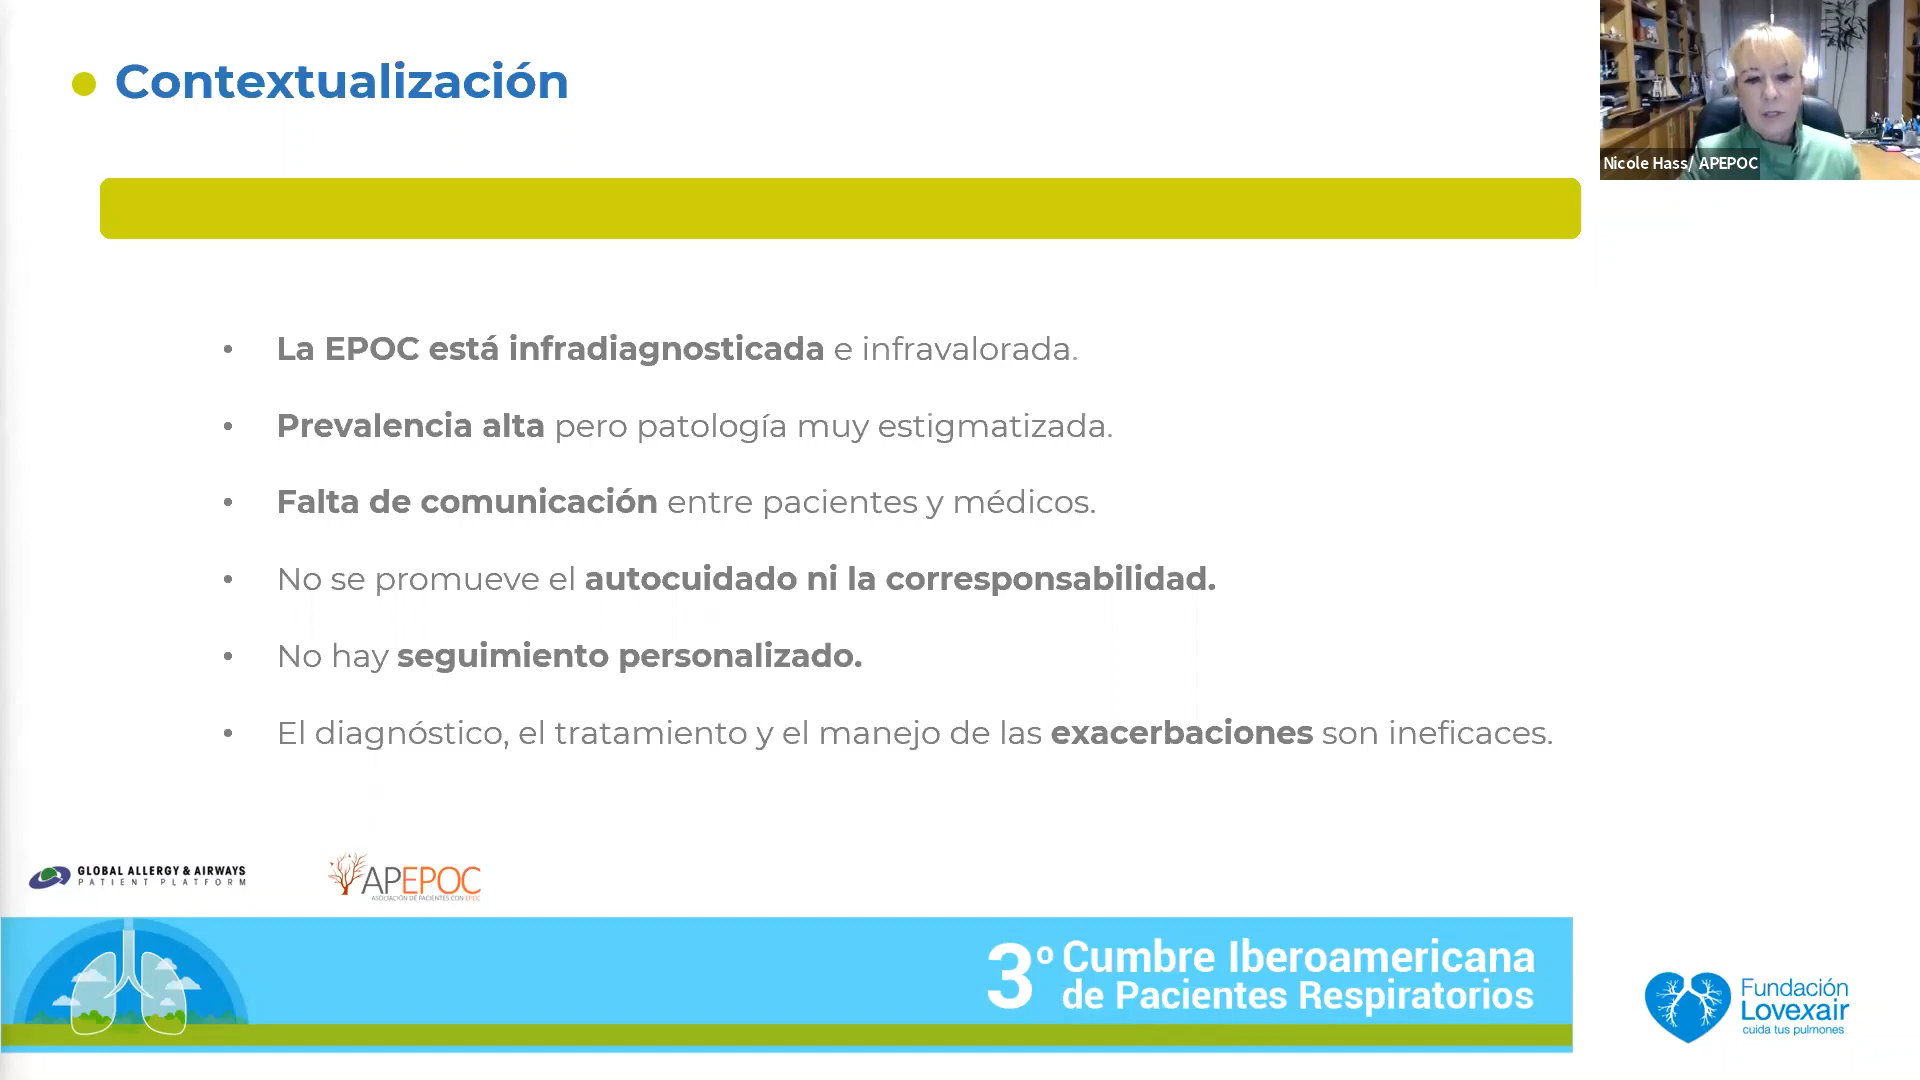 Contextualización
Nicole Hass/ APEPOC
• La EPOC está infradiagnosticada e infravalorada.
• Prevalencia alta pero patología muy estigmatizada.
• Falta de comunicación entre pacientes y médicos.
• No se promueve el autocuidado ni la corresponsabilidad.
• No hay seguimiento personalizado.
• El diagnóstico, el tratamiento y el manejo de las exacerbaciones son ineficaces.
GLOBAL ALLERGY & AIRWAYS
PATIENT PLATFORM
APEPOC
ASOCIACIÓN DE PACIENTES CON EPOC
3º Cumbre Iberoamericana
de Pacientes Respiratorios
Fundación
Lovexair
cuida tus pulmones